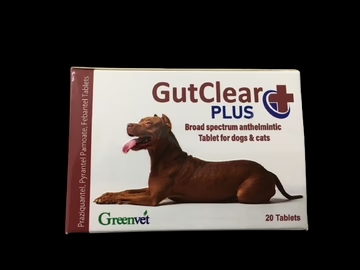 GutClear
PLUS
Broad spectrum anthelmintic
Tablet for dogs & cats
Praziquantel, Pyrantel Pamoate, Febantel Tablets
Greenvet
20 Tablets